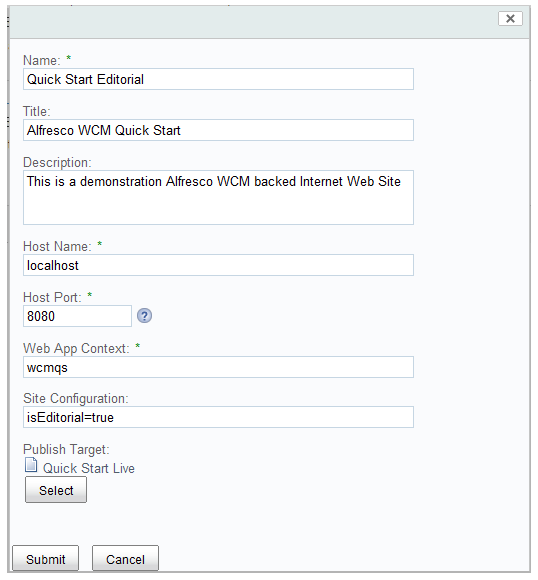 Name: *
Quick Start Editorial
Title:
Alfresco WCM Quick Start
Description:
This is a demonstration Alfresco WCM backed Internet Web Site
Host Name: *
localhost
Host Port: *
8080 ?
Web App Context: *
wcmqs
Site Configuration:
isEditorial=true
Publish Target:
Quick Start Live
Select
Submit Cancel